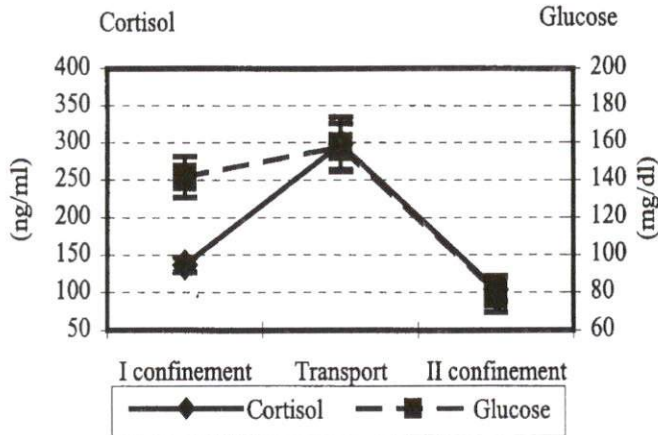 Cortisol Glucose
400 200
350 180
300 160
250 140
200 120
150 100
100 80
50 60
(ng/ml)
(mg/dl)
I confinement Transport II confinement
Cortisol Glucose